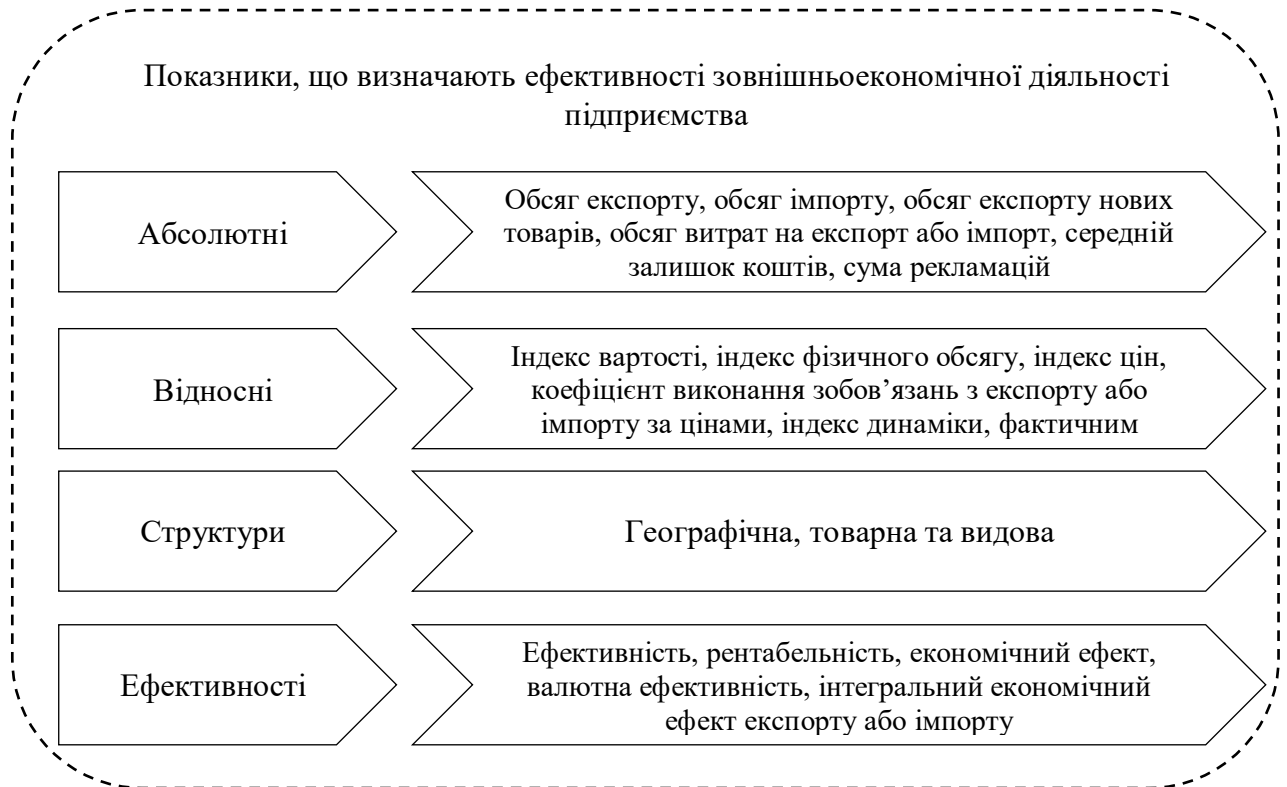 Показники, що визначають ефективності зовнішньоекономічної діяльності
підприємства
Абсолютні
Обсяг експорту, обсяг імпорту, обсяг експорту нових
товарів, обсяг витрат на експорт або імпорт, середній
залишок коштів, сума рекламацій
Відносні
Індекс вартості, індекс фізичного обсягу, індекс цін,
коефіцієнт виконання зобов’язань з експорту або
імпорту за цінами, індекс динаміки, фактичним
Структури
Географічна, товарна та видова
Ефективності
Ефективність, рентабельність, економічний ефект,
валютна ефективність, інтегральний економічний
ефект експорту або імпорту